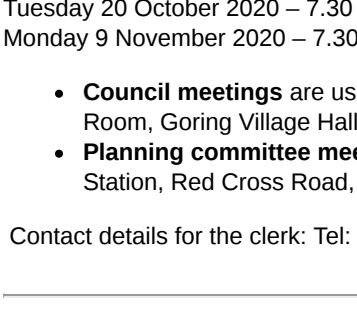 Tuesday 20 October 2020 – 7.30
Monday 9 November 2020 – 7.30
• Council meetings are us
Room, Goring Village Hall
• Planning committee mee
Station, Red Cross Road,
Contact details for the clerk: Tel: